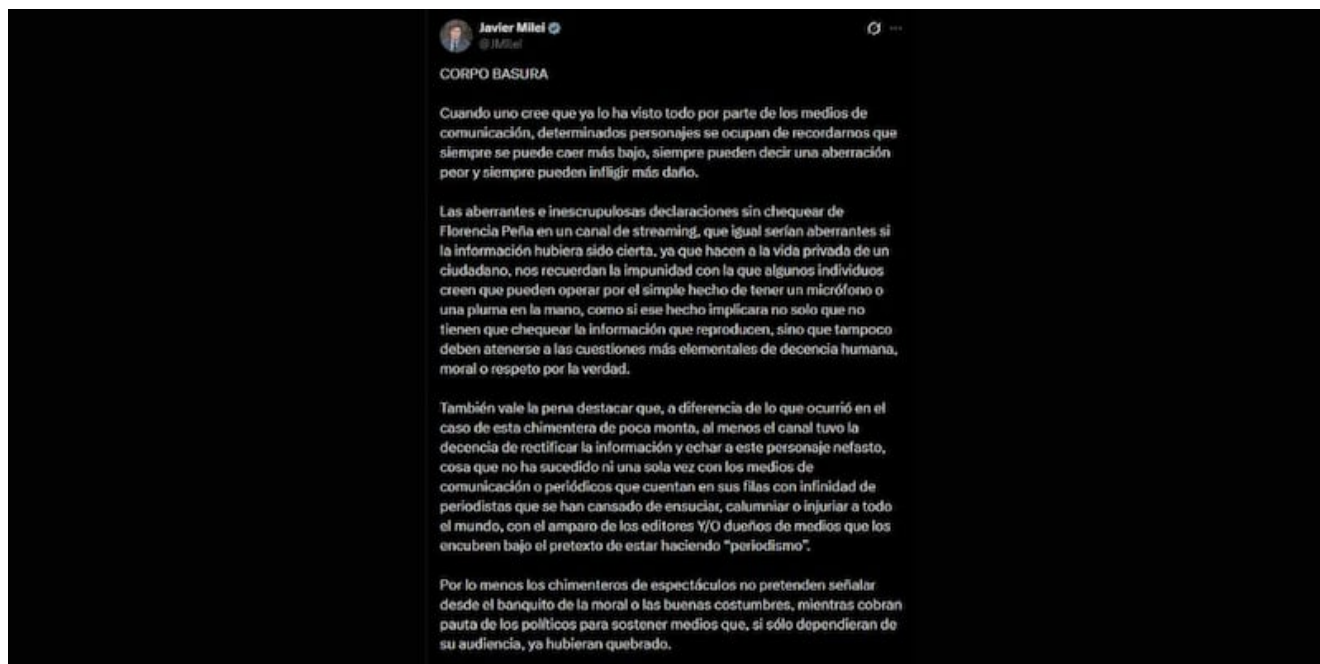 Javier Milei
@JMilei
CORPO BASURA
Cuando uno cree que ya lo ha visto todo por parte de los medios de
comunicación, determinados personajes se ocupan de recordarnos que
siempre se puede caer más bajo, siempre pueden decir una aberración
peor y siempre pueden infligir más daño.
Las aberrantes e inescrupulosas declaraciones sin chequear de
Florencia Peña en un canal de streaming, que igual serían aberrantes si
la información hubiera sido cierta, ya que hacen a la vida privada de un
ciudadano, nos recuerdan la impunidad con la que algunos individuos
creen que pueden operar por el simple hecho de tener un micrófono o
una pluma en la mano, como si ese hecho implicara no solo que no
tienen que chequear la información que reproducen, sino que tampoco
deben atenerse a las cuestiones más elementales de decencia humana,
moral o respeto por la verdad.
También vale la pena destacar que, a diferencia de lo que ocurrió en el
caso de esta chimentera de poca monta, al menos el canal tuvo la
decencia de rectificar la información y echar a este personaje nefasto,
cosa que no ha sucedido ni una sola vez con los medios de
comunicación o periódicos que cuentan en sus filas con infinidad de
periodistas que se han cansado de ensuciar, calumniar o injuriar a todo
el mundo, con el amparo de los editores Y/O dueños de medios que los
encubren bajo el pretexto de estar haciendo “periodismo”.
Por lo menos los chimenteros de espectáculos no pretenden señalar
desde el banquito de la moral o las buenas costumbres, mientras cobran
pauta de los políticos para sostener medios que, si sólo dependieran de
su audiencia, ya hubieran quebrado.